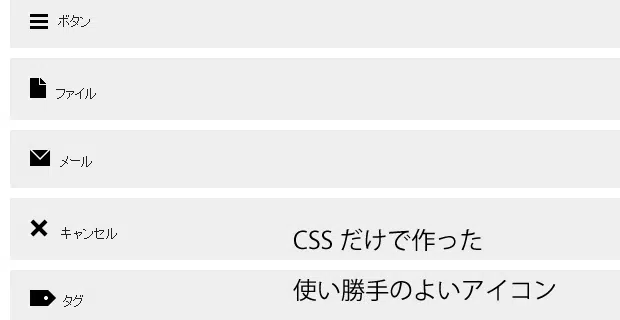 ボタン
ファイル
メール
キャンセル
タグ
CSS だけで作った
使い勝手のよいアイコン